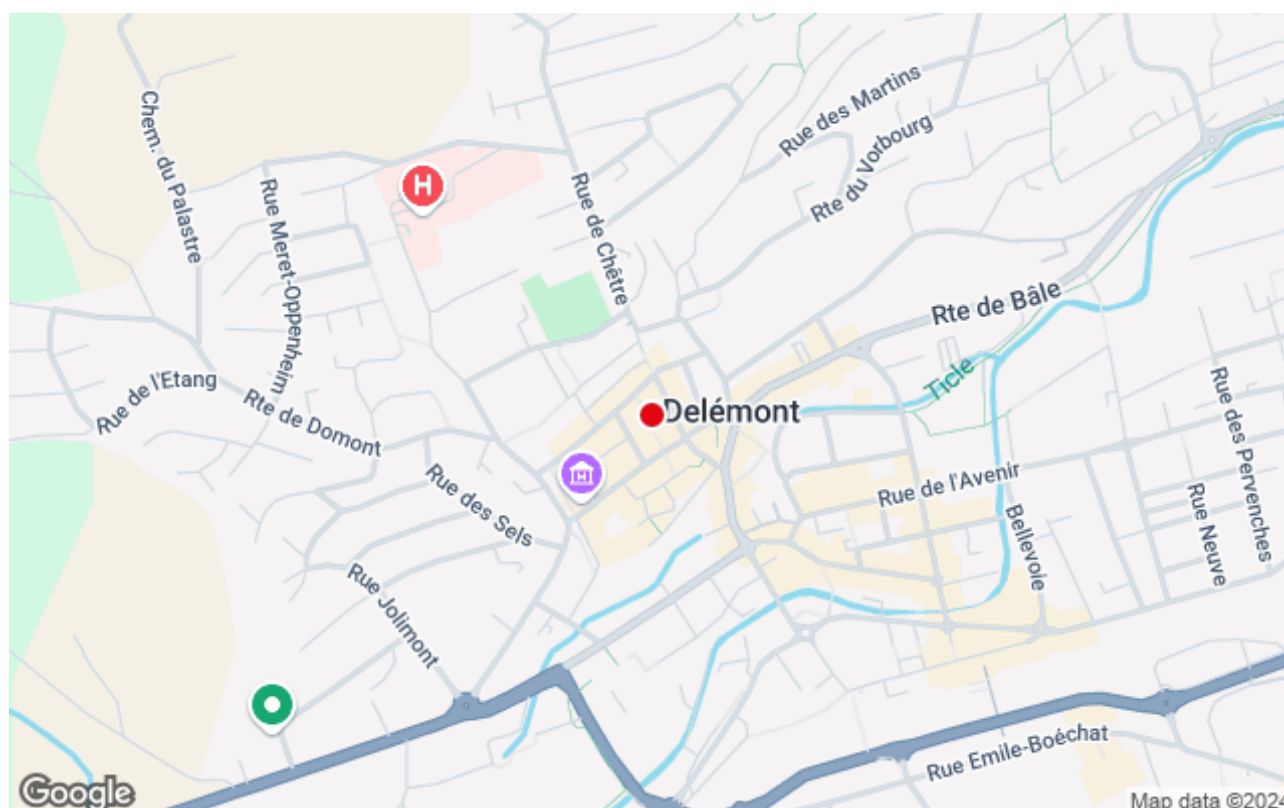 Chem. du Palastre
Rue Meret-Oppenheim
H
Rue de Chêtre
Rue des Martins
Rte du Vorbourg
Rte de Bâle
Ticle
Rue de l'Etang
Rte de Domont
Delémont
Rue des Sels
Rue de l'Avenir
Bellevoie
Rue Neuve
Rue des Pervenches
Rue Jolimont
Rue Emile-Boéchat
Google
Map data ©2024